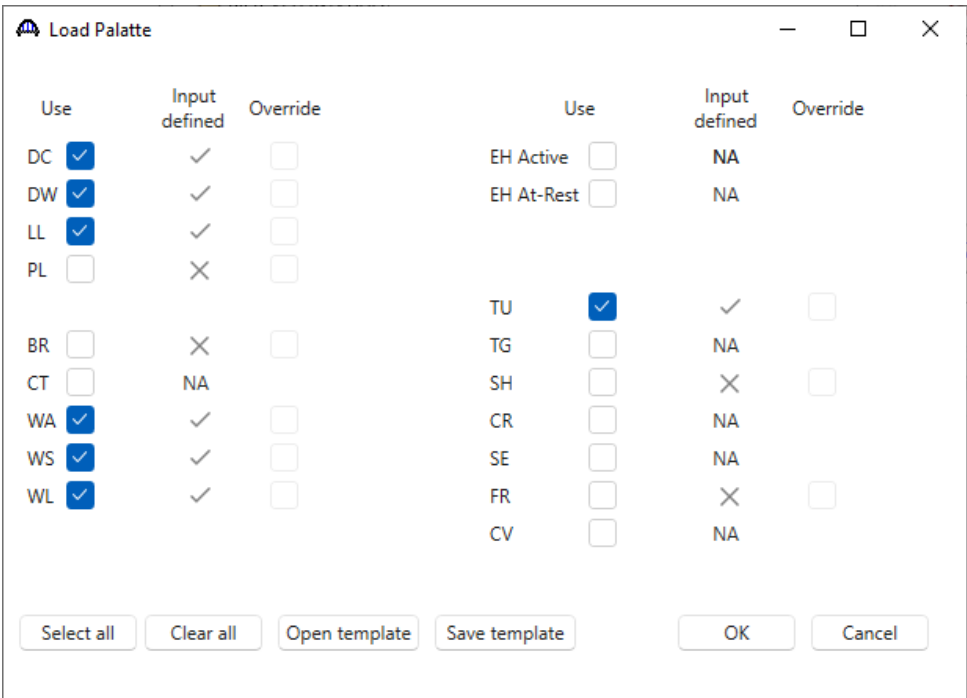 Load Palatte
Use Input defined Override Use Input defined Override
DC EH Active NA
DW EH At-Rest NA
LL
PL
TU
BR TG NA
CT NA SH
WA CR NA
WS SE NA
WL FR
CV NA
Select all Clear all Open template Save template OK Cancel